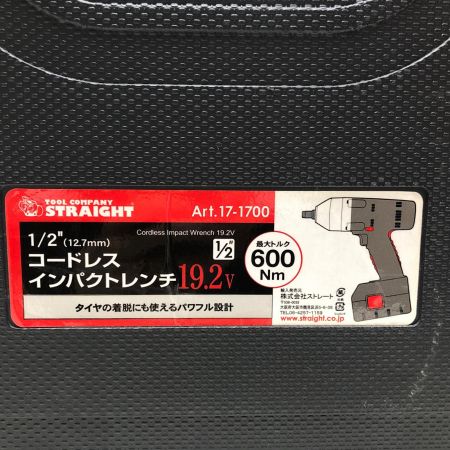 TOOL COMPANY
STRAIGHT
Art.17-1700
Cordless Impact Wrench 19.2V
1/2"(12.7mm)
1/2"
コードレス
インパクトレンチ19.2V
タイヤの着脱にも使えるパワフル設計
最大トルク
600
Nm
輸入発売元
株式会社ストレート
www.straight.co.jp